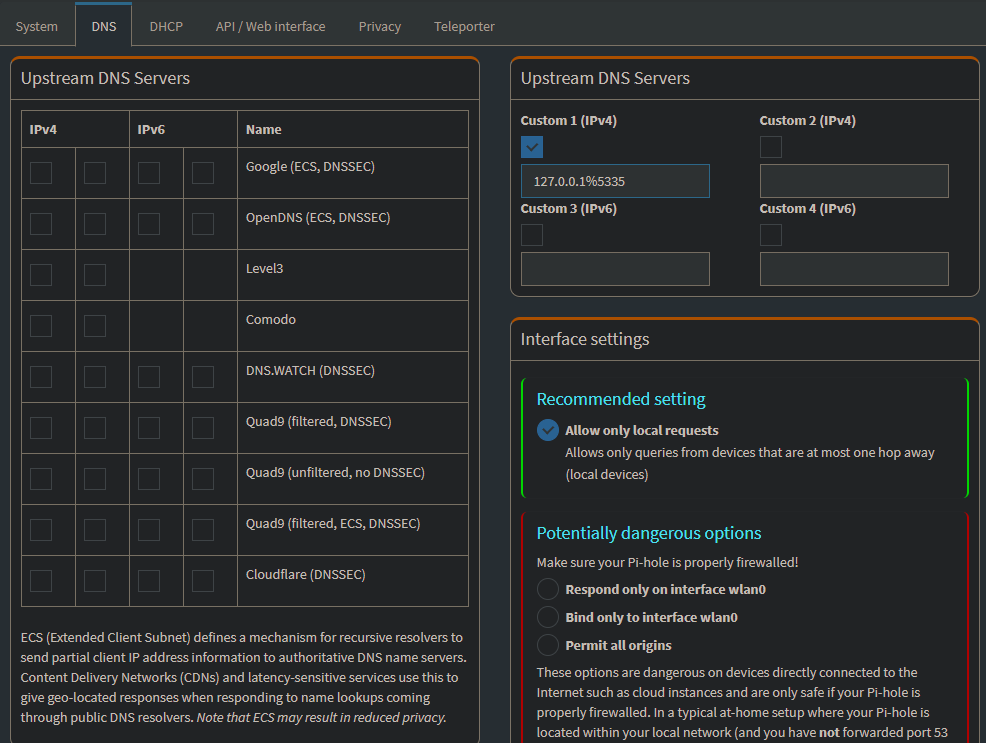 System DNS DHCP API / Web interface Privacy Teleporter
Upstream DNS Servers
IPv4 IPv6 Name
Google (ECS, DNSSEC)
OpenDNS (ECS, DNSSEC)
Level3
Comodo
DNS.WATCH (DNSSEC)
Quad9 (filtered, DNSSEC)
Quad9 (unfiltered, no DNSSEC)
Quad9 (filtered, ECS, DNSSEC)
Cloudflare (DNSSEC)
ECS (Extended Client Subnet) defines a mechanism for recursive resolvers to
send partial client IP address information to authoritative DNS name servers.
Content Delivery Networks (CDNs) and latency-sensitive services use this to
give geo-located responses when responding to name lookups coming
through public DNS resolvers. Note that ECS may result in reduced privacy.
Upstream DNS Servers
Custom 1 (IPv4) Custom 2 (IPv4)
127.0.0.1%5335
Custom 3 (IPv6) Custom 4 (IPv6)
Interface settings
Recommended setting
Allow only local requests
Allows only queries from devices that are at most one hop away
(local devices)
Potentially dangerous options
Make sure your Pi-hole is properly firewalled!
Respond only on interface wlan0
Bind only to interface wlan0
Permit all origins
These options are dangerous on devices directly connected to the
Internet such as cloud instances and are only safe if your Pi-hole is
properly firewalled. In a typical at-home setup where your Pi-hole is
located within your local network (and you have not forwarded port 53